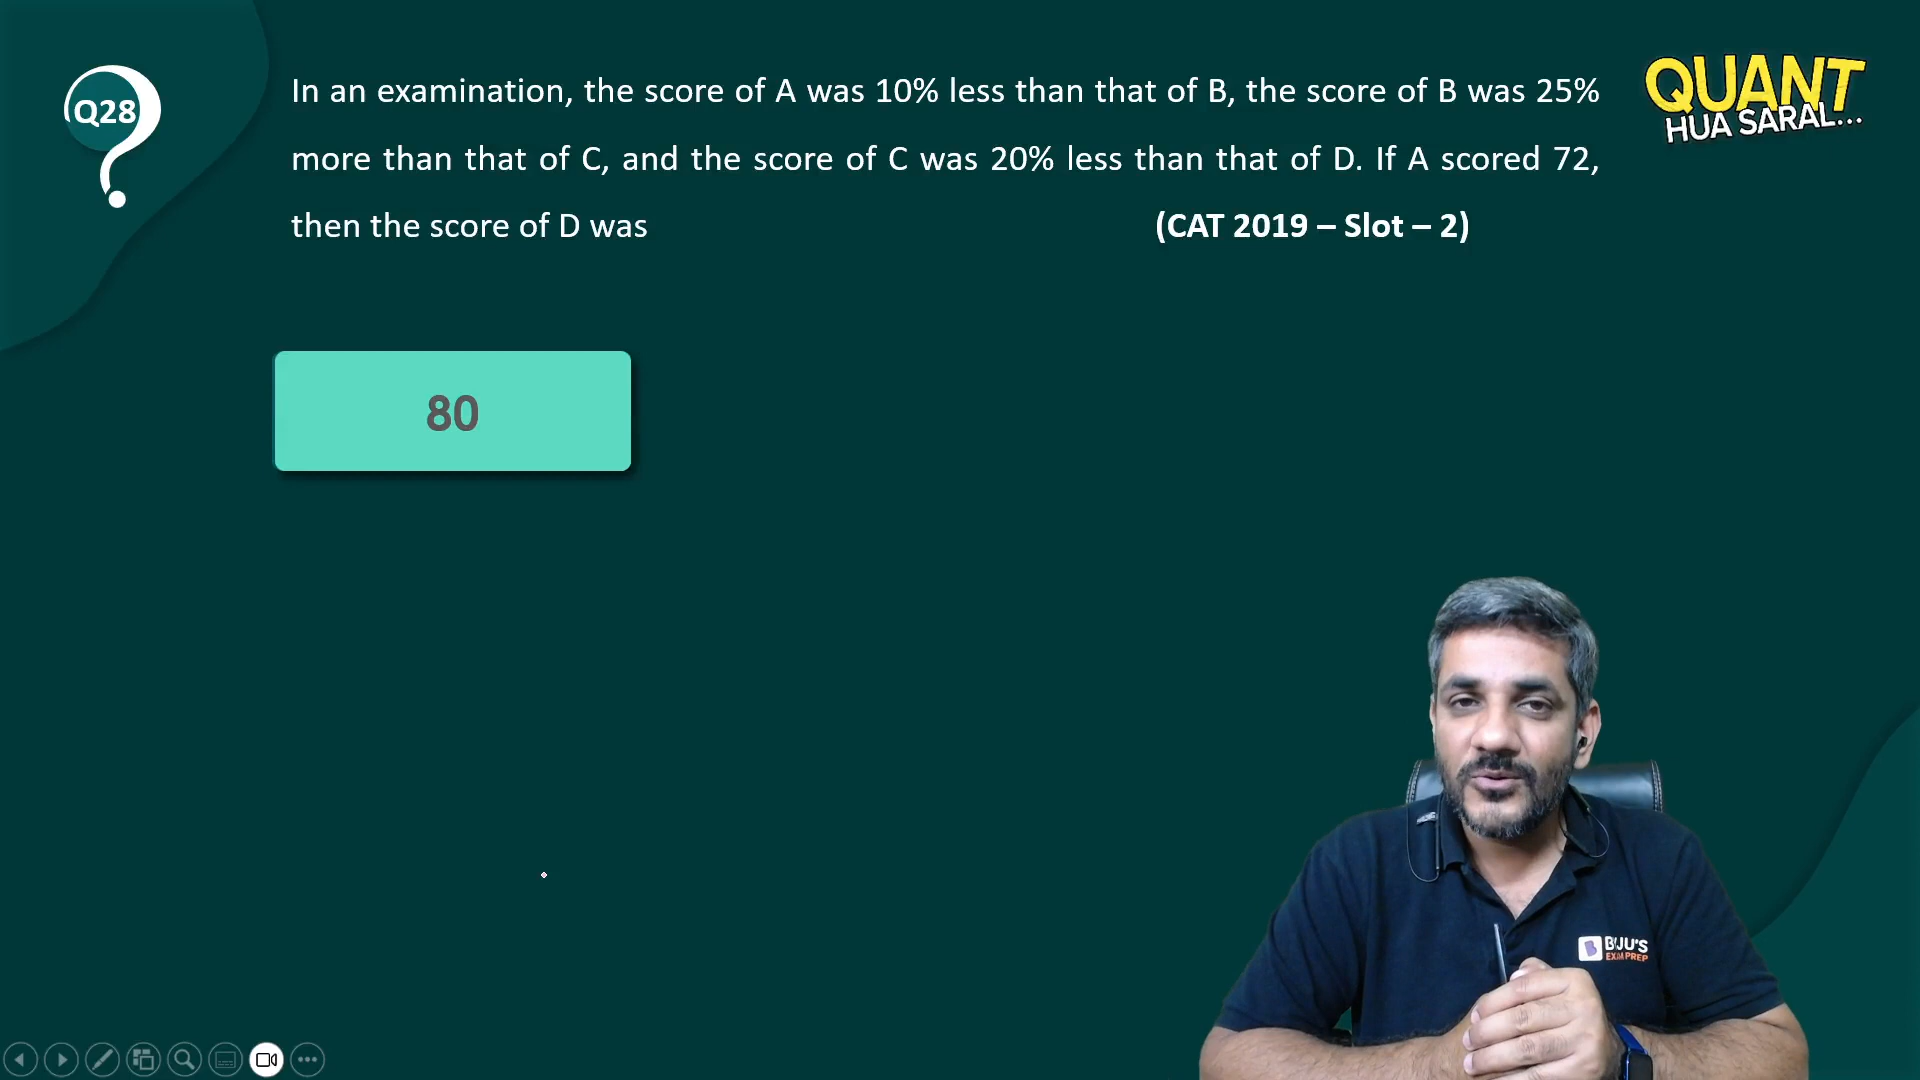 Q28
In an examination, the score of A was 10% less than that of B, the score of B was 25%
more than that of C, and the score of C was 20% less than that of D. If A scored 72,
then the score of D was (CAT 2019 – Slot – 2)
QUANT
HUA SARAL...
80
B BYJU'S
EXAM PREP